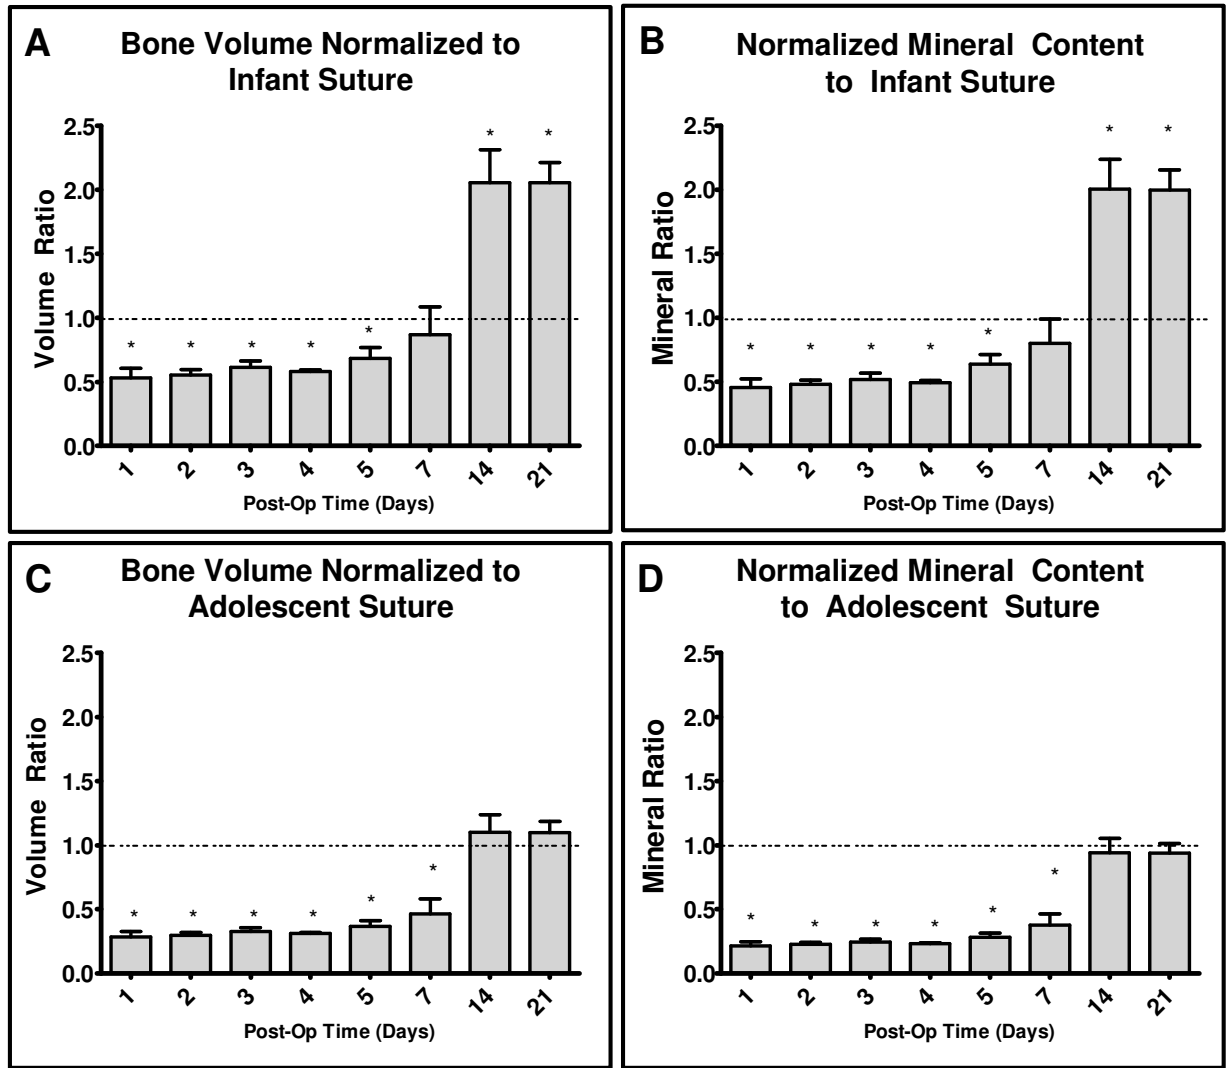 A
Bone Volume Normalized to
Infant Suture
Volume Ratio
2.5
2.0
1.5
1.0
0.5
0.0
* * * * * * *
1 2 3 4 5 7 14 21
Post-Op Time (Days)
B
Normalized Mineral Content
to Infant Suture
Mineral Ratio
2.5
2.0
1.5
1.0
0.5
0.0
* * * * * * *
1 2 3 4 5 7 14 21
Post-Op Time (Days)
C
Bone Volume Normalized to
Adolescent Suture
Volume Ratio
2.5
2.0
1.5
1.0
0.5
0.0
* * * * * *
1 2 3 4 5 7 14 21
Post-Op Time (Days)
D
Normalized Mineral Content
to Adolescent Suture
Mineral Ratio
2.5
2.0
1.5
1.0
0.5
0.0
* * * * * *
1 2 3 4 5 7 14 21
Post-Op Time (Days)